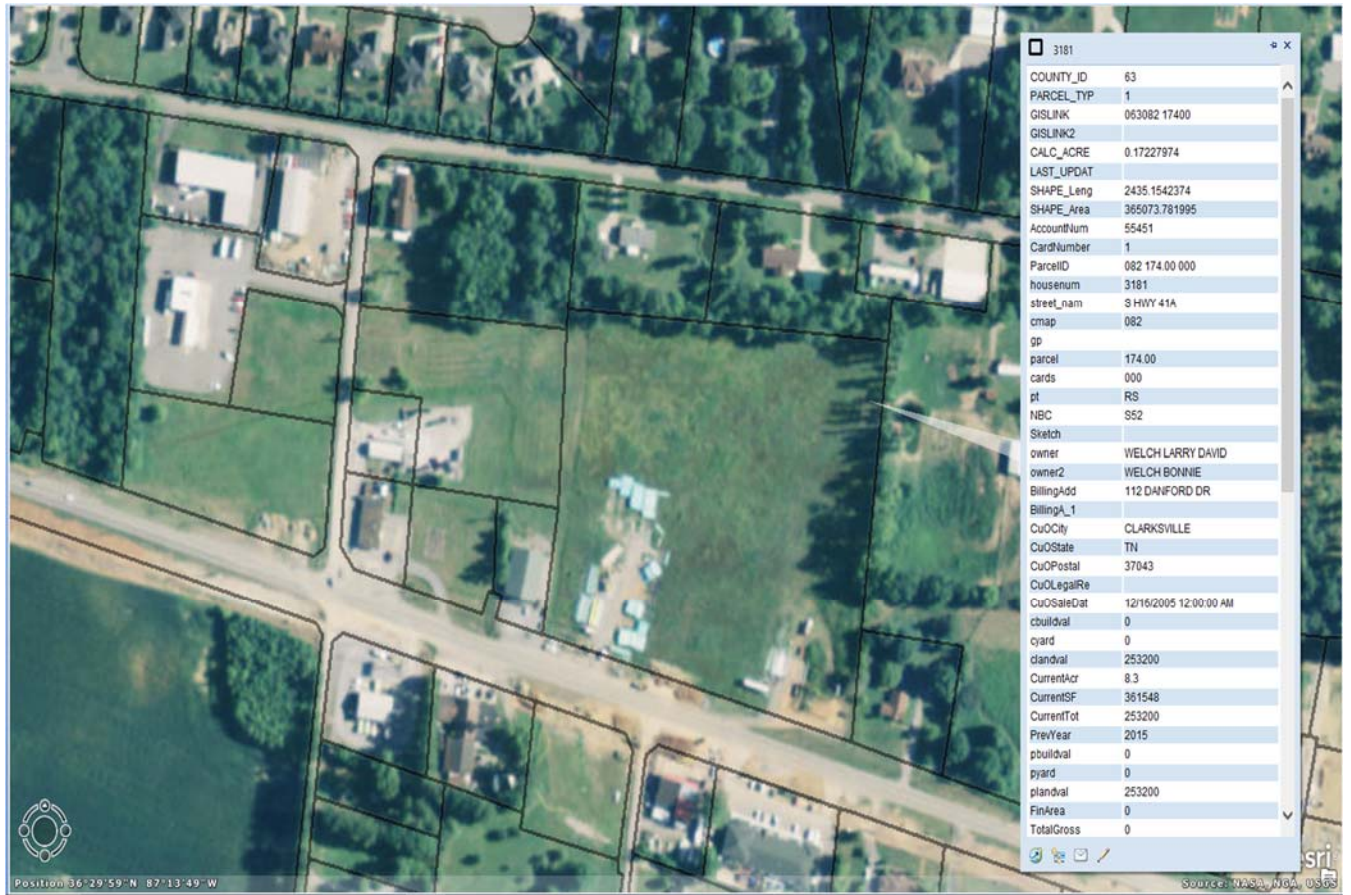 3181
COUNTY_ID 63
PARCEL_TYP 1
GISLINK 063082 17400
GISLINK2
CALC_ACRE 0.17227974
LAST_UPDAT
SHAPE_Leng 2435.1542374
SHAPE_Area 365073.781995
AccountNum 55451
CardNumber 1
ParcelID 082 174.00 000
housenum 3181
street_nam S HWY 41A
cmap 082
gp
parcel 174.00
cards 000
pt RS
NBC S52
Sketch
owner WELCH LARRY DAVID
owner2 WELCH BONNIE
BillingAdd 112 DANFORD DR
BillingA_1
CuOCity CLARKSVILLE
CuOState TN
CuOPostal 37043
CuOLegalRe
CuOSaleDat 12/16/2005 12:00:00 AM
cbuildval 0
cyard 0
clandval 253200
CurrentAcr 8.3
CurrentSF 361548
CurrentTot 253200
PrevYear 2015
pbuildval 0
pyard 0
plandval 253200
FinArea 0
TotalGross 0
esri
Position 36°29'59"N 87°13'49"W
Source: NASA, NGA, USGS